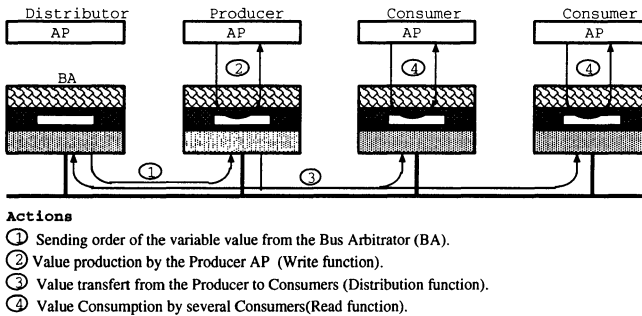 Distributor Producer Consumer Consumer
AP AP AP AP
BA
2 4 4
1 3
Actions
1 Sending order of the variable value from the Bus Arbitrator (BA).
2 Value production by the Producer AP (Write function).
3 Value transfert from the Producer to Consumers (Distribution function).
4 Value Consumption by several Consumers(Read function).